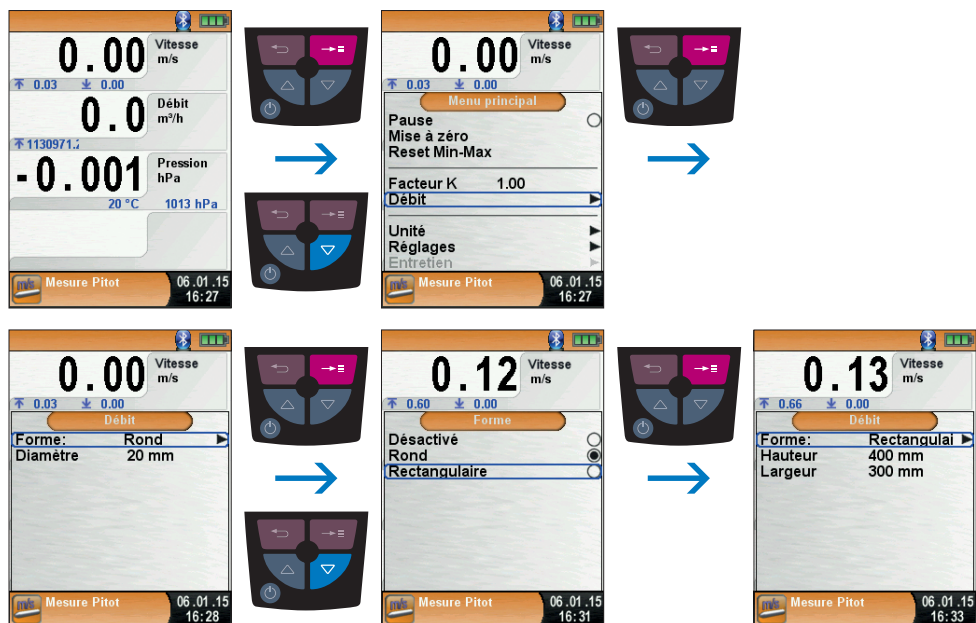 0.00 Vitesse m/s
0.03 0.00
0.0 Débit m³/h
1130971.
-0.001 Pression hPa
20 °C 1013 hPa
m/s Mesure Pitot 06.01.15
16:27
0.00 Vitesse m/s
0.03 0.00
Menu principal
Pause
Mise à zéro
Reset Min-Max
Facteur K 1.00
Débit
Unité
Réglages
Entretien
m/s Mesure Pitot 06.01.15
16:27
0.00 Vitesse m/s
0.03 0.00
Débit
Forme: Rond
Diamètre 20 mm
m/s Mesure Pitot 06.01.15
16:28
0.12 Vitesse m/s
0.60 0.00
Forme
Désactivé
Rond
Rectangulaire
m/s Mesure Pitot 06.01.15
16:31
0.13 Vitesse m/s
0.66 0.00
Débit
Forme: Rectangulai
Hauteur 400 mm
Largeur 300 mm
m/s Mesure Pitot 06.01.15
16:33